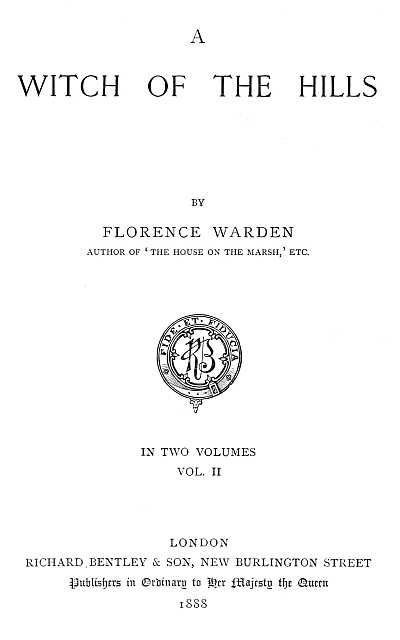 A
WITCH OF THE HILLS
BY
FLORENCE WARDEN
AUTHOR OF ‘THE HOUSE ON THE MARSH,’ ETC.
FIDE·ET·FIDUCIA
RB
IN TWO VOLUMES
VOL. II
LONDON
RICHARD BENTLEY & SON, NEW BURLINGTON STREET
Publishers in Ordinary to Her Majesty the Queen
1888